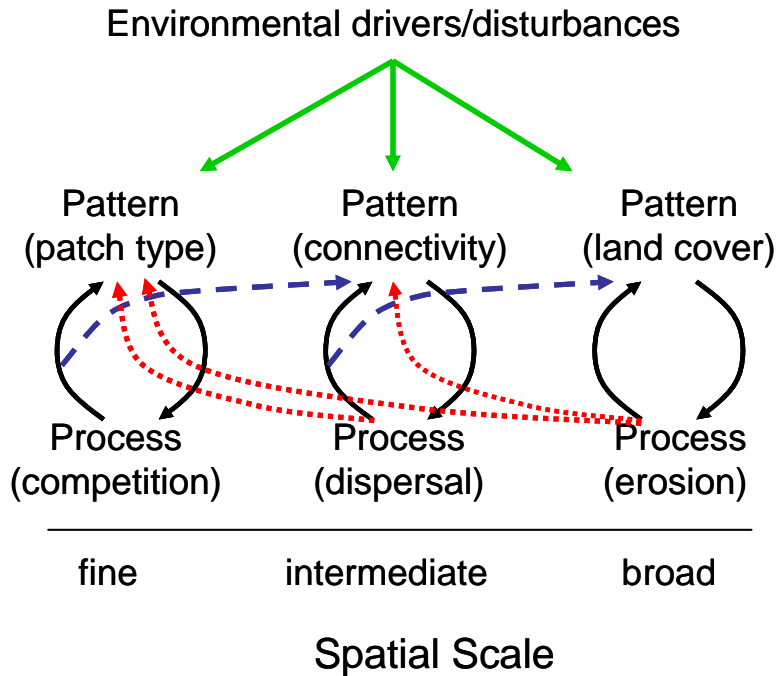 Environmental drivers/disturbances
Pattern
(patch type)
Pattern
(connectivity)
Pattern
(land cover)
Process
(competition)
Process
(dispersal)
Process
(erosion)
fine
intermediate
broad
Spatial Scale